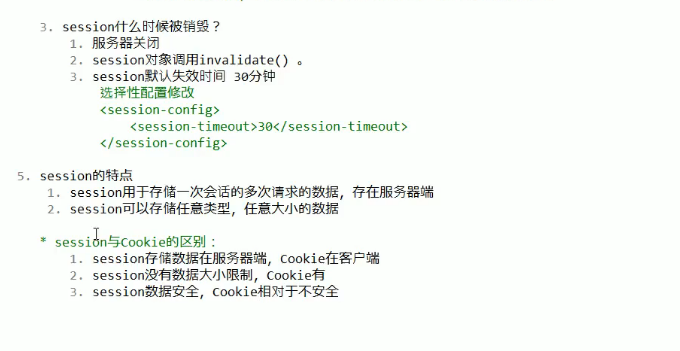 3. session什么时候被销毁？
1. 服务器关闭
2. session对象调用invalidate() 。
3. session默认失效时间 30分钟
选择性配置修改
<session-config>
<session-timeout>30</session-timeout>
</session-config>
5. session的特点
1. session用于存储一次会话的多次请求的数据，存在服务器端
2. session可以存储任意类型，任意大小的数据
* session与Cookie的区别：
1. session存储数据在服务器端，Cookie在客户端
2. session没有数据大小限制，Cookie有
3. session数据安全，Cookie相对于不安全